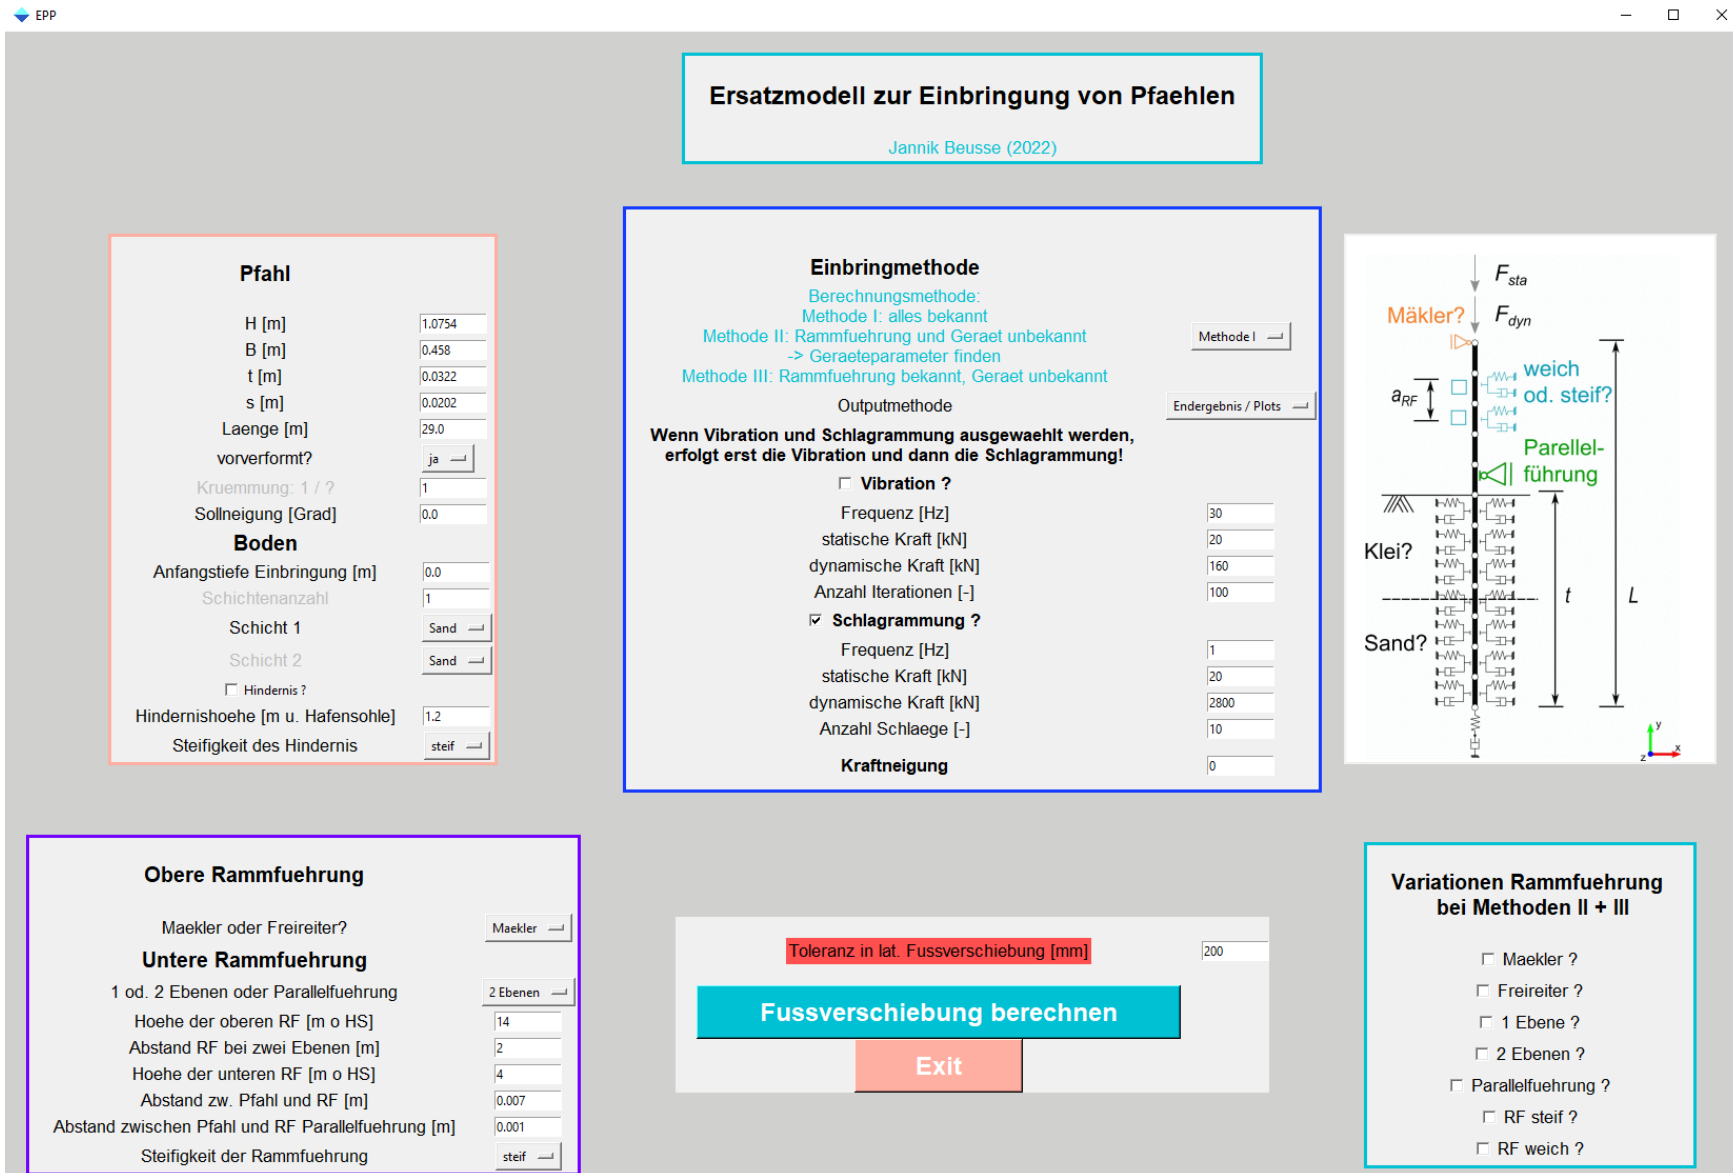 EPP
Ersatzmodell zur Einbringung von Pfaehlen
Jannik Beusse (2022)
Pfahl
H [m] 1.0754
B [m] 0.458
t [m] 0.0322
s [m] 0.0202
Laenge [m] 29.0
vorverformt? ja
Kruemmung: 1 / ? 1
Sollneigung [Grad] 0.0
Boden
Anfangstiefe Einbringung [m] 0.0
Schichtenanzahl 1
Schicht 1 Sand
Schicht 2 Sand
Hindernis ?
Hindernishoehe [m u. Hafensohle] 1.2
Steifigkeit des Hindernis steif
Einbringmethode
Berechnungsmethode:
Methode I: alles bekannt
Methode II: Rammfuehrung und Geraet unbekannt
-> Geraeteparameter finden
Methode III: Rammfuehrung bekannt, Geraet unbekannt
Methode I
Outputmethode Endergebnis / Plots
Wenn Vibration und Schlagrammung ausgewaehlt werden,
erfolgt erst die Vibration und dann die Schlagrammung!
Vibration ?
Frequenz [Hz] 30
statische Kraft [kN] 20
dynamische Kraft [kN] 160
Anzahl Iterationen [-] 100
Schlagrammung ?
Frequenz [Hz] 1
statische Kraft [kN] 20
dynamische Kraft [kN] 2800
Anzahl Schlaege [-] 10
Kraftneigung 0
Fsta
Mäkler? Fdyn
weich
aRF od. steif?
Parellel-
führung
Klei?
t L
Sand?
y
z x
Obere Rammfuehrung
Maekler oder Freireiter? Maekler
Untere Rammfuehrung
1 od. 2 Ebenen oder Parallelfuehrung 2 Ebenen
Hoehe der oberen RF [m o HS] 14
Abstand RF bei zwei Ebenen [m] 2
Hoehe der unteren RF [m o HS] 4
Abstand zw. Pfahl und RF [m] 0.007
Abstand zwischen Pfahl und RF Parallelfuehrung [m] 0.001
Steifigkeit der Rammfuehrung steif
Toleranz in lat. Fussverschiebung [mm] 200
Fussverschiebung berechnen
Exit
Variationen Rammfuehrung
bei Methoden II + III
Maekler ?
Freireiter ?
1 Ebene ?
2 Ebenen ?
Parallelfuehrung ?
RF steif ?
RF weich ?